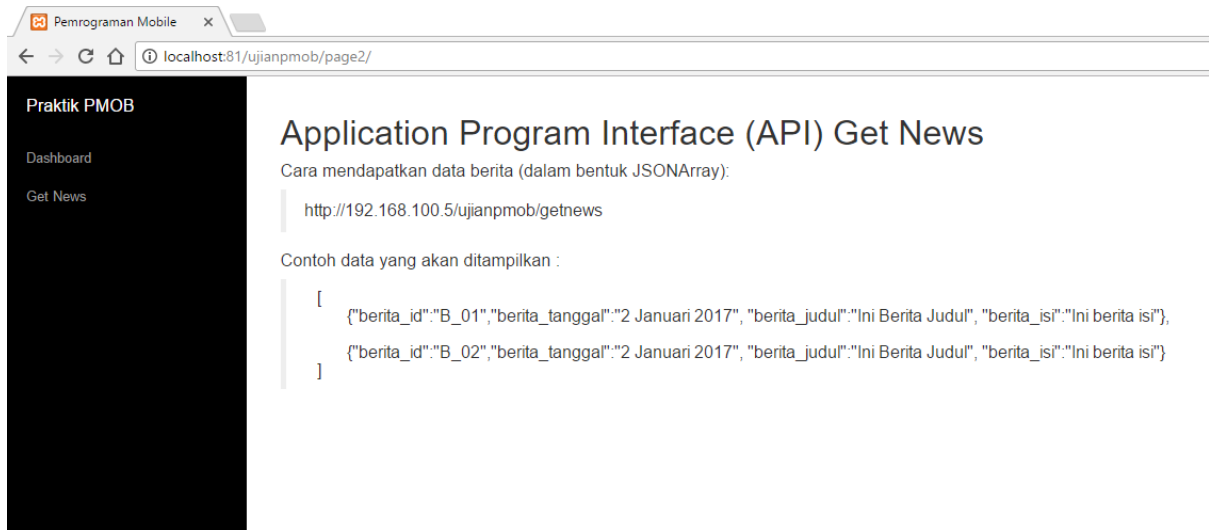 Pemrograman Mobile
localhost:81/ujianpmob/page2/
Praktik PMOB
Dashboard
Get News
Application Program Interface (API) Get News
Cara mendapatkan data berita (dalam bentuk JSONArray):
http://192.168.100.5/ujianpmob/getnews
Contoh data yang akan ditampilkan :
[
{"berita_id":"B_01","berita_tanggal":"2 Januari 2017", "berita_judul":"Ini Berita Judul", "berita_isi":"Ini berita isi"},
{"berita_id":"B_02","berita_tanggal":"2 Januari 2017", "berita_judul":"Ini Berita Judul", "berita_isi":"Ini berita isi"}
]